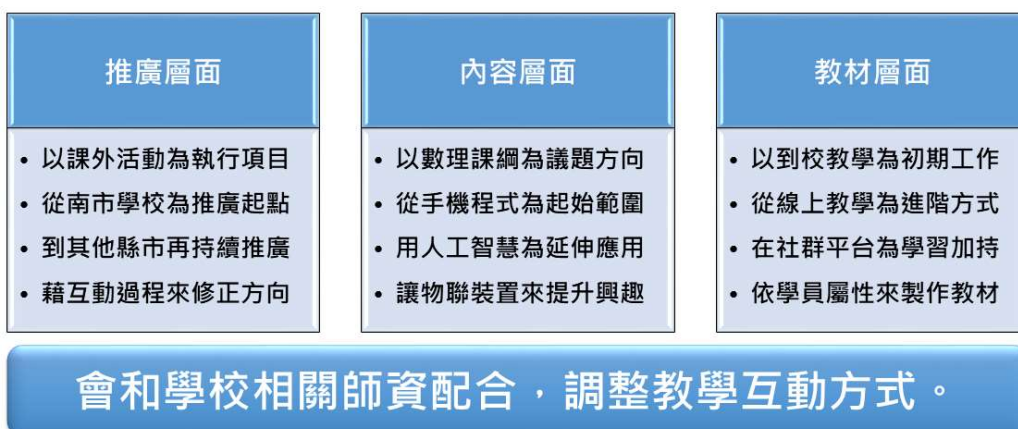 推廣層面
• 以課外活動為執行項目
• 從南市學校為推廣起點
• 到其他縣市再持續推廣
• 藉互動過程來修正方向
內容層面
• 以數理課綱為議題方向
• 從手機程式為起始範圍
• 用人工智慧為延伸應用
• 讓物聯裝置來提升興趣
教材層面
• 以到校教學為初期工作
• 從線上教學為進階方式
• 在社群平台為學習加持
• 依學員屬性來製作教材
會和學校相關師資配合，調整教學互動方式。